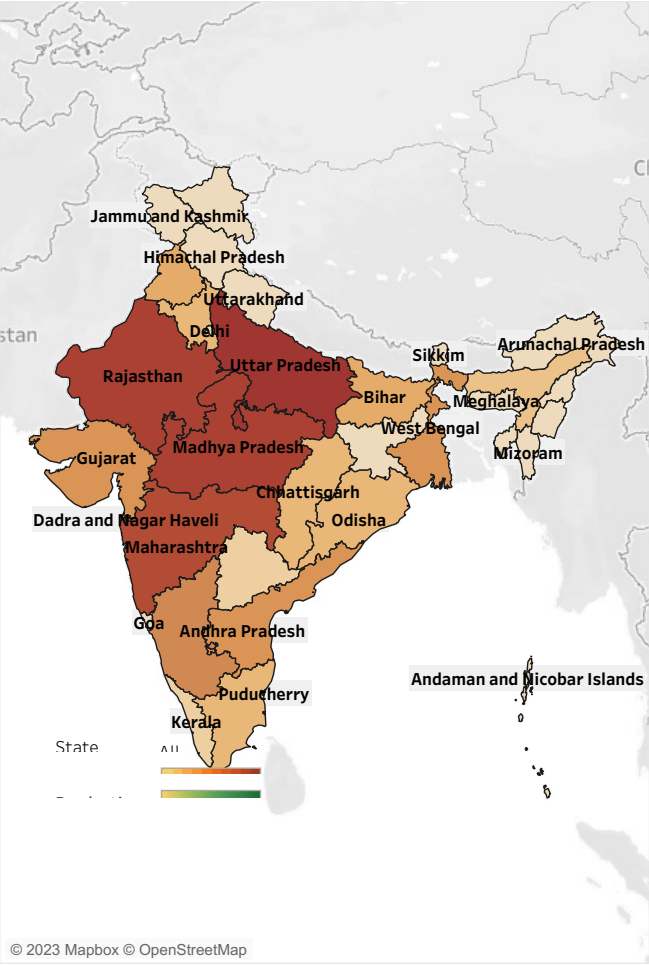 Jammu and Kashmir
Himachal Pradesh
Uttarakhand
Delhi
stan
Arunachal Pradesh
Sikkim
Uttar Pradesh
Rajasthan
Bihar
Meghalaya
West Bengal
Madhya Pradesh
Mizoram
Gujarat
Chhattisgarh
Dadra and Nagar Haveli
Odisha
Maharashtra
Goa
Andhra Pradesh
Andaman and Nicobar Islands
Puducherry
Kerala
State
All
© 2023 Mapbox © OpenStreetMap